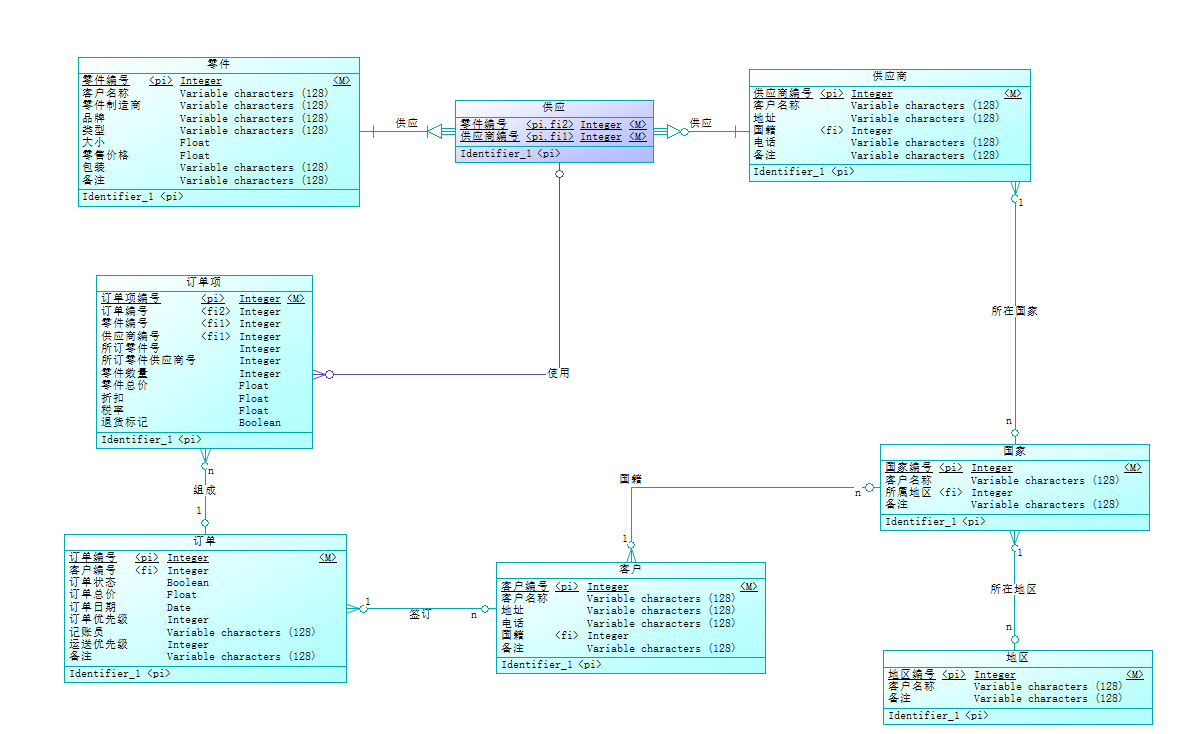 零件
零件编号 <pi> Integer <M>
客户名称 Variable characters (128)
零件制造商 Variable characters (128)
品牌 Variable characters (128)
类型 Variable characters (128)
大小 Float
零售价格 Float
包装 Variable characters (128)
备注 Variable characters (128)
Identifier_1 <pi>
供应
供应
零件编号 <pi,fi2> Integer <M>
供应商编号 <pi,fi1> Integer <M>
Identifier_1 <pi>
供应
供应商
供应商编号 <pi> Integer <M>
客户名称 Variable characters (128)
地址 Variable characters (128)
国籍 <fi> Integer
电话 Variable characters (128)
备注 Variable characters (128)
Identifier_1 <pi>
1
所在国家
n
订单项
订单项编号 <pi> Integer <M>
订单编号 <fi2> Integer
零件编号 <fi1> Integer
供应商编号 <fi1> Integer
所订零件号 Integer
所订零件供应商号 Integer
零件数量 Integer
零件总价 Float
折扣 Float
税率 Float
退货标记 Boolean
Identifier_1 <pi>
使用
n
组成
1
国家
国家编号 <pi> Integer <M>
客户名称 Variable characters (128)
所属地区 <fi> Integer
备注 Variable characters (128)
Identifier_1 <pi>
国籍
n
1
订单
订单编号 <pi> Integer <M>
客户编号 <fi> Integer
订单状态 Boolean
订单总价 Float
订单日期 Date
订单优先级 Integer
记账员 Variable characters (128)
运送优先级 Integer
备注 Variable characters (128)
Identifier_1 <pi>
1
签订
n
客户
客户编号 <pi> Integer <M>
客户名称 Variable characters (128)
地址 Variable characters (128)
电话 Variable characters (128)
国籍 <fi> Integer
备注 Variable characters (128)
Identifier_1 <pi>
1
所在地区
n
地区
地区编号 <pi> Integer <M>
客户名称 Variable characters (128)
备注 Variable characters (128)
Identifier_1 <pi>